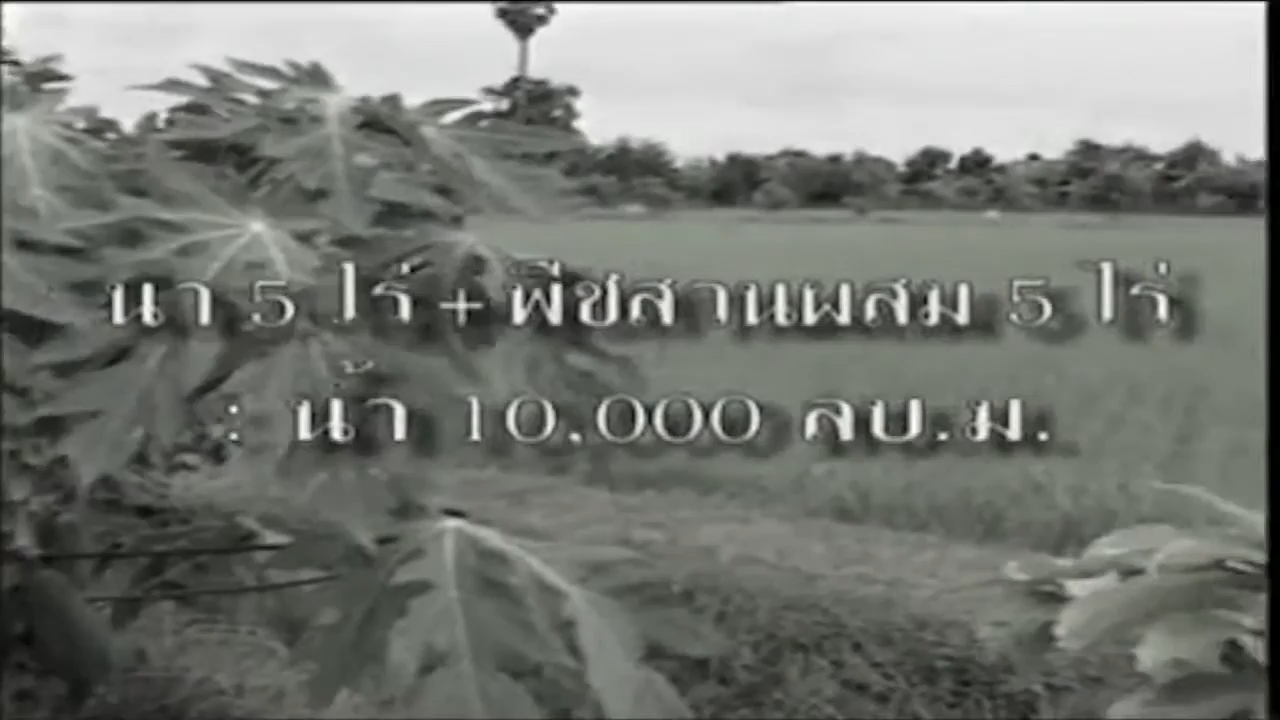 นา 5 ไร่ + พืชสวนผสม 5 ไร่
: น้ำ 10,000 ลบ.ม.